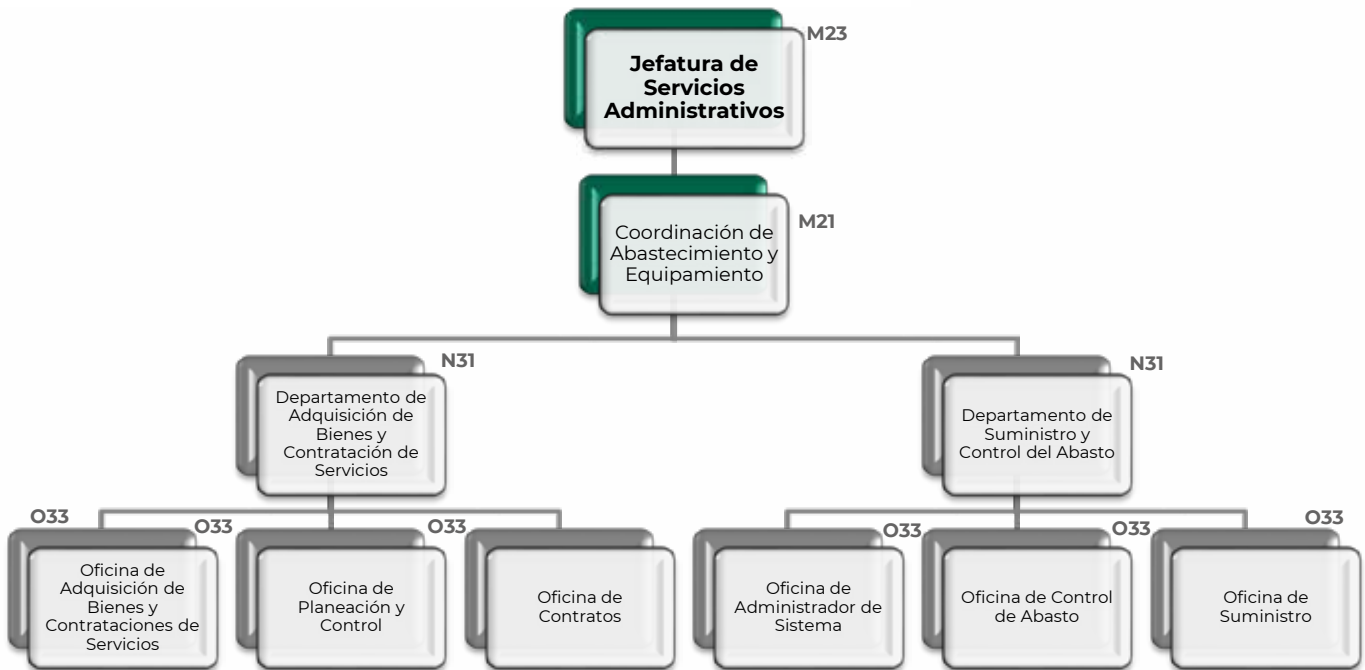 M23
Jefatura de
Servicios
Administrativos
M21
Coordinación de
Abastecimiento y
Equipamiento
N31
Departamento de
Adquisición de
Bienes y
Contratación de
Servicios
N31
Departamento de
Suministro y
Control del Abasto
O33
Oficina de
Adquisición de
Bienes y
Contrataciones de
Servicios
O33
Oficina de
Planeación y
Control
O33
Oficina de
Contratos
O33
Oficina de
Administrador de
Sistema
O33
Oficina de Control
de Abasto
O33
Oficina de
Suministro